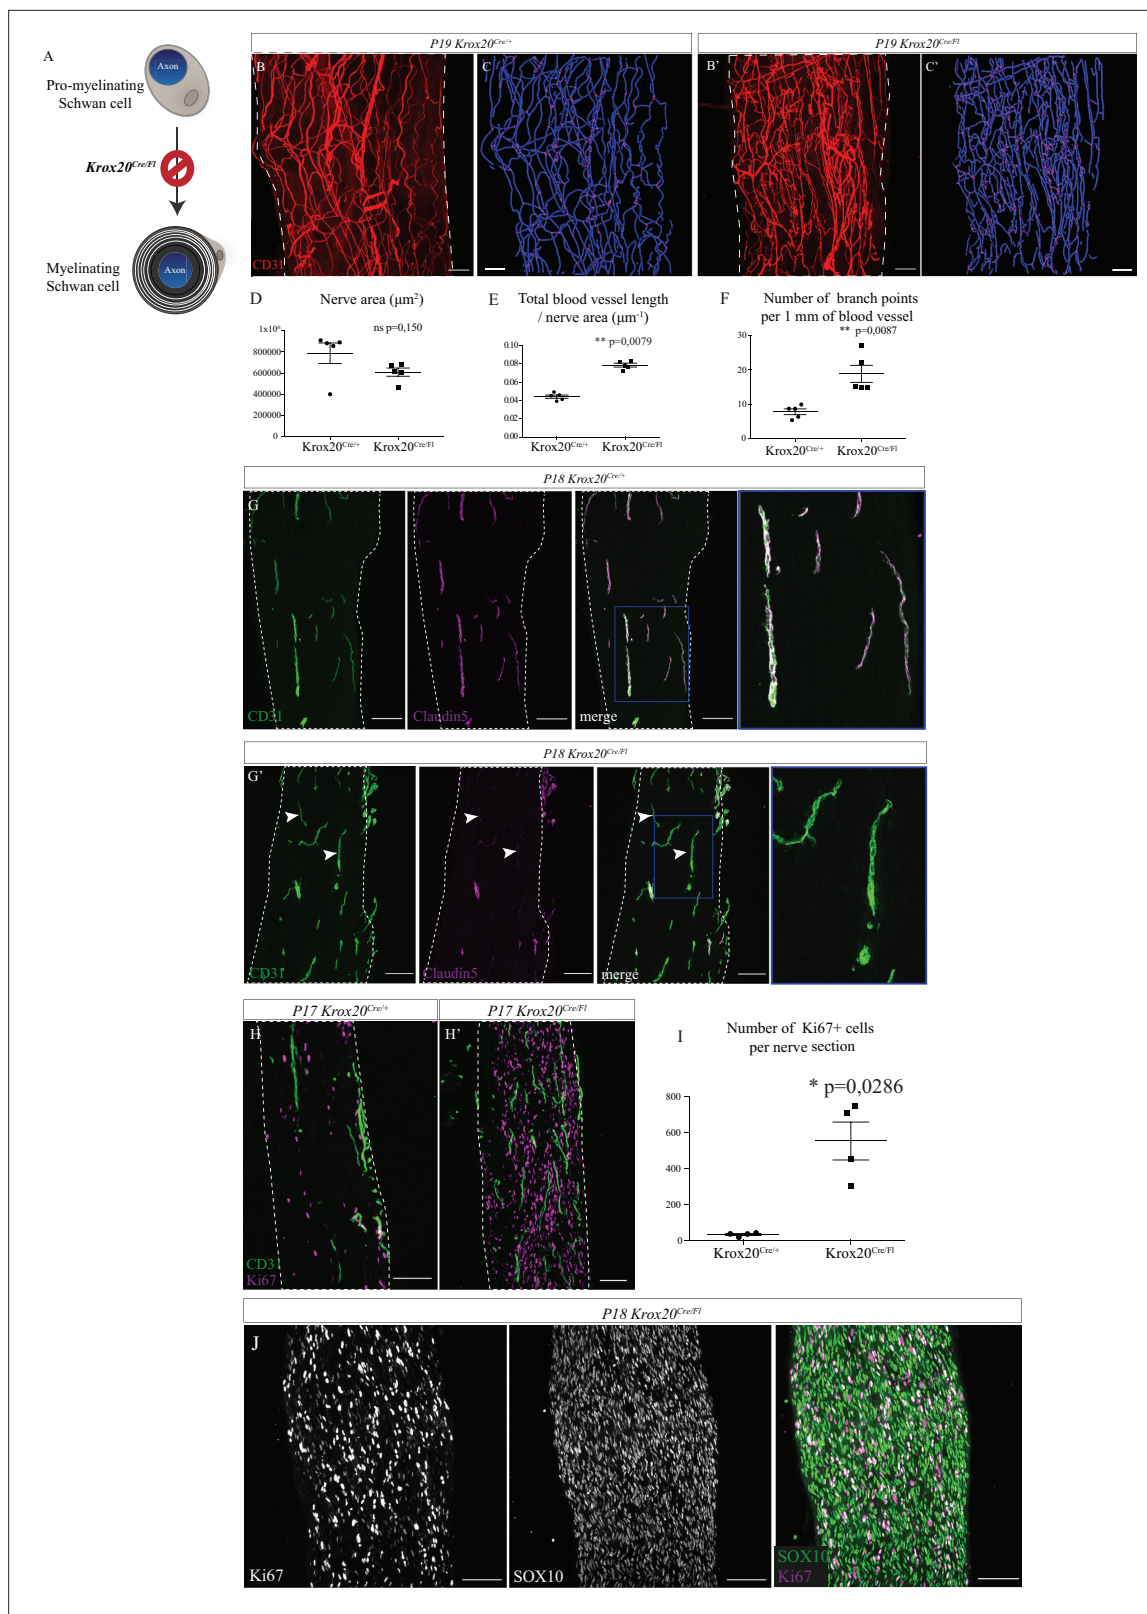 A
Axon
Pro-myelinating
Schwan cell
Krox20Cre/Fl
Axon
Myelinating
Schwan cell
P19 Krox20Cre/+
P19 Krox20Cre/Fl
B
CD31
C
B'
C'
D
Nerve area (μm²)
ns p=0,150
1x10⁶
800000
600000
400000
200000
0
Krox20Cre/+
Krox20Cre/Fl
E
Total blood vessel length
/ nerve area (μm⁻¹)
** p=0,0079
0.10
0.08
0.06
0.04
0.02
0.00
Krox20Cre/+
Krox20Cre/Fl
F
Number of branch points
per 1 mm of blood vessel
** p=0,0087
30
20
10
0
Krox20Cre/+
Krox20Cre/Fl
P18 Krox20Cre/+
G
CD31
Claudin5
merge
P18 Krox20Cre/Fl
G'
CD31
Claudin5
merge
P17 Krox20Cre/+
P17 Krox20Cre/Fl
H
CD31
Ki67
H'
I
Number of Ki67+ cells
per nerve section
* p=0,0286
800
600
400
200
0
Krox20Cre/+
Krox20Cre/Fl
P18 Krox20Cre/Fl
J
Ki67
SOX10
SOX10
Ki67